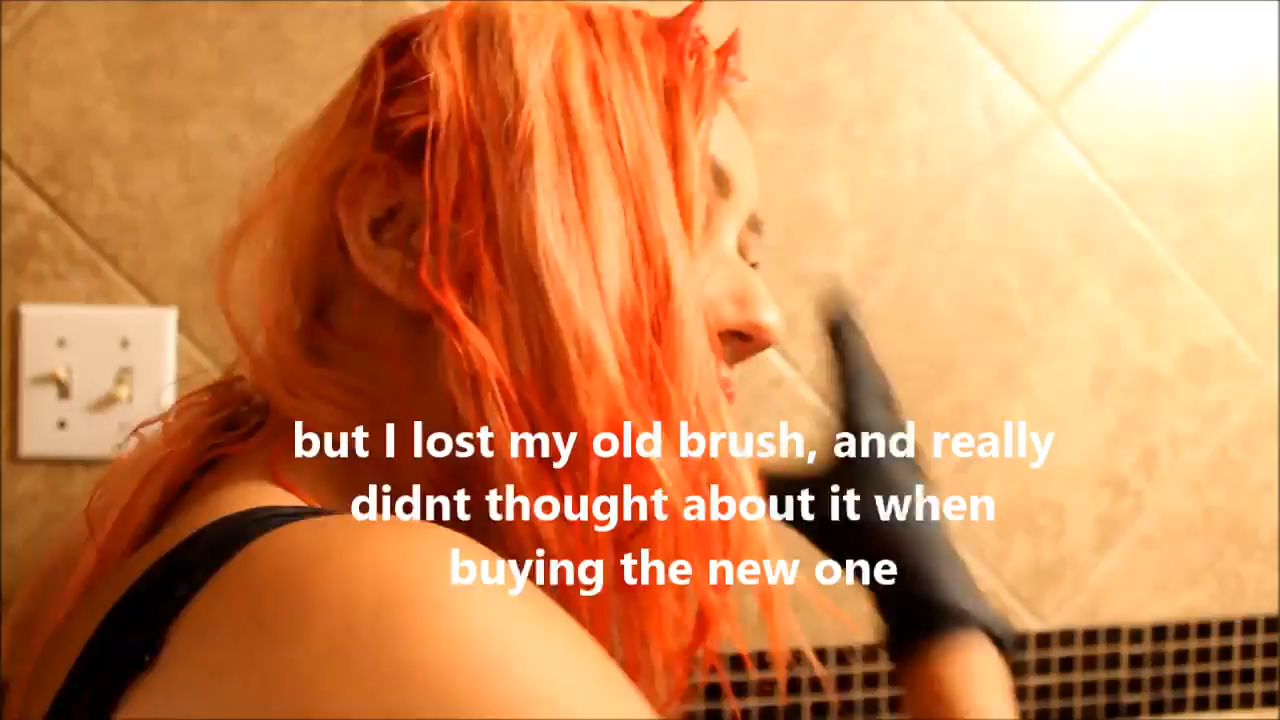 but I lost my old brush, and really
didnt thought about it when
buying the new one